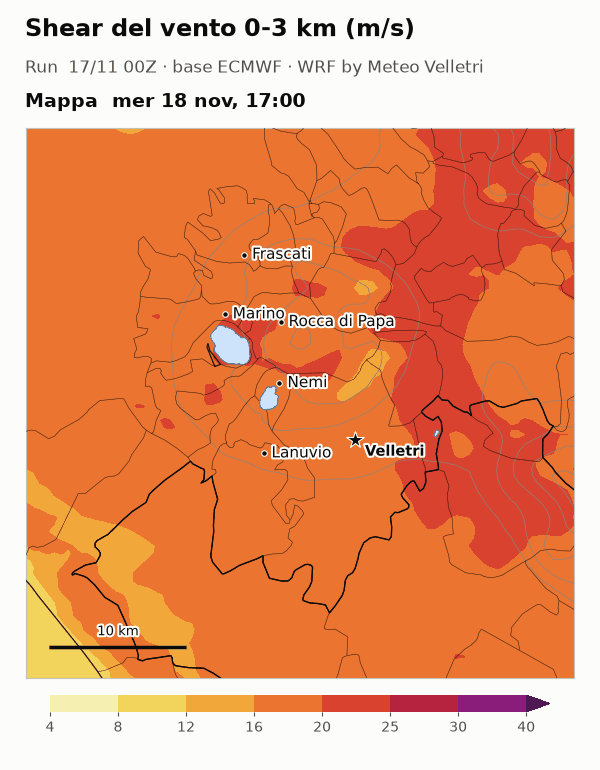 Shear del vento 0-3 km (m/s)
Run  17/11 00Z · base ECMWF · WRF by Meteo Velletri
Mappa  mer 18 nov, 17:00
Frascati
Marino
Rocca di Papa
Nemi
Velletri
Lanuvio
10 km
4 8 12 16 20 25 30 40